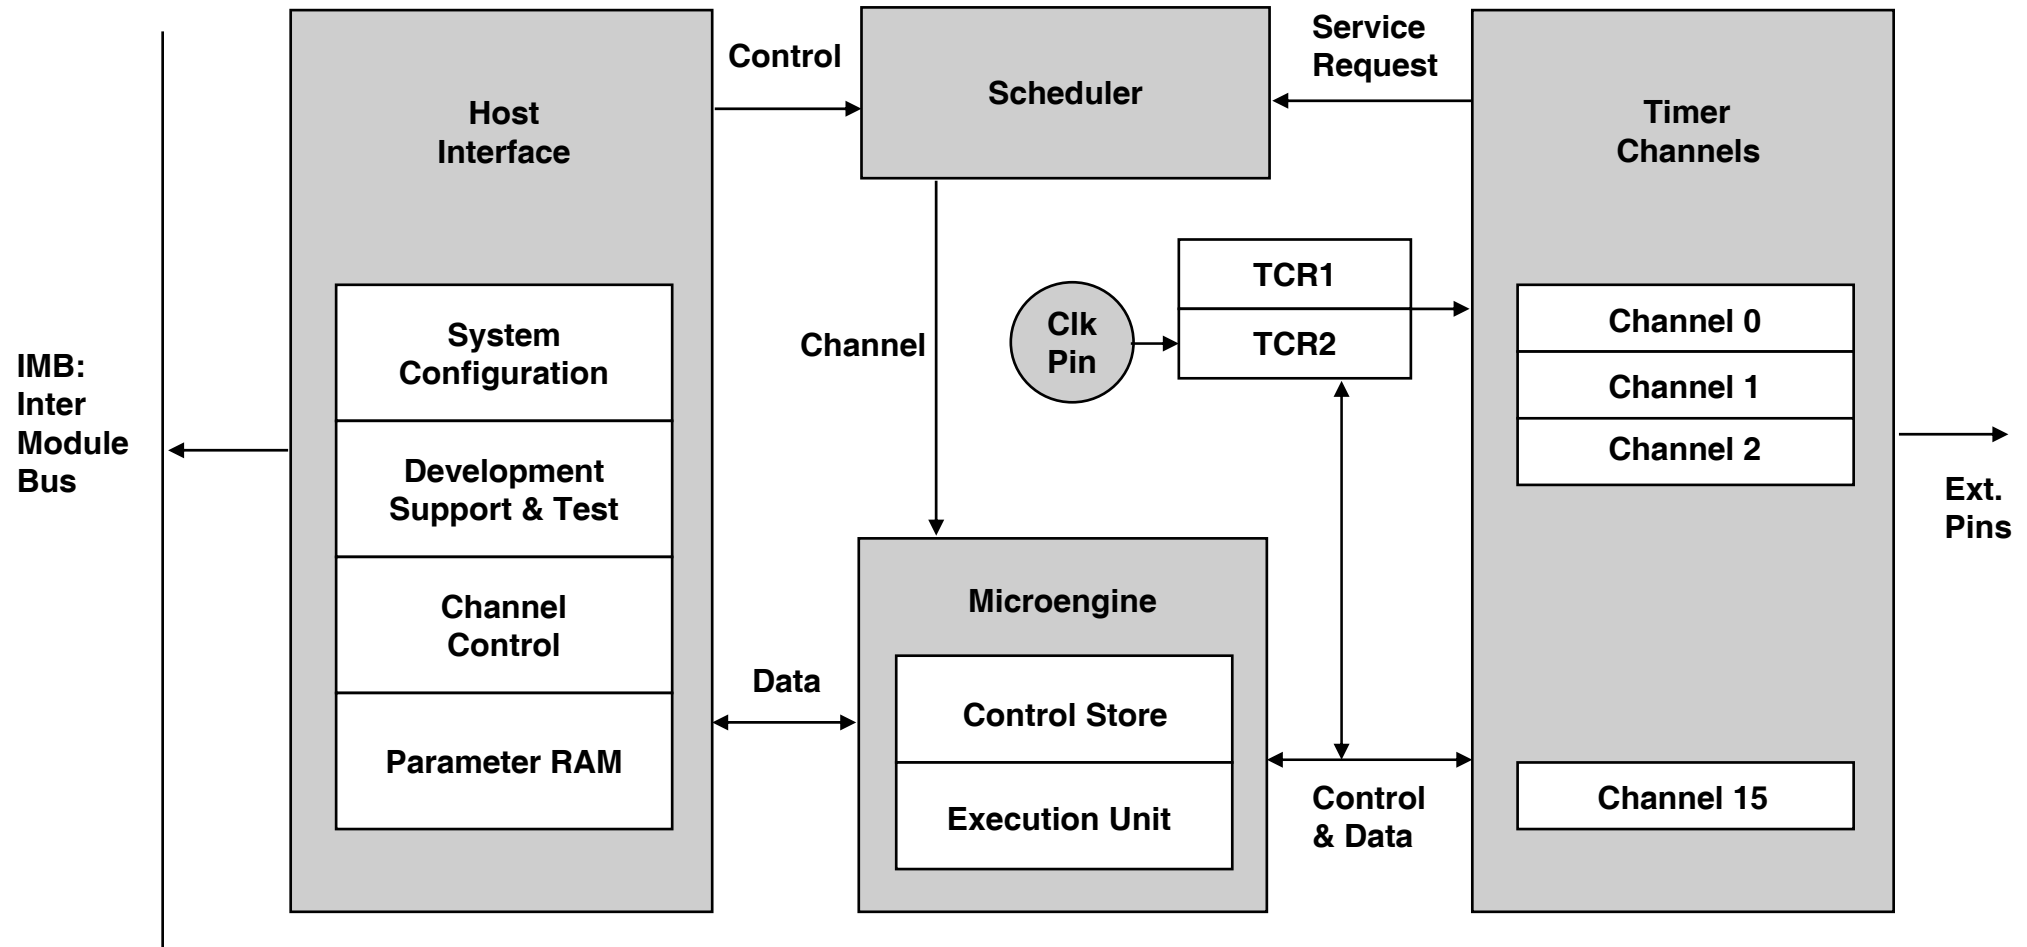 IMB:
Inter
Module
Bus
Host
Interface
System
Configuration
Development
Support & Test
Channel
Control
Parameter RAM
Control
Scheduler
Service
Request
Channel
Clk
Pin
TCR1
TCR2
Data
Microengine
Control Store
Execution Unit
Control
& Data
Timer
Channels
Channel 0
Channel 1
Channel 2
Channel 15
Ext.
Pins